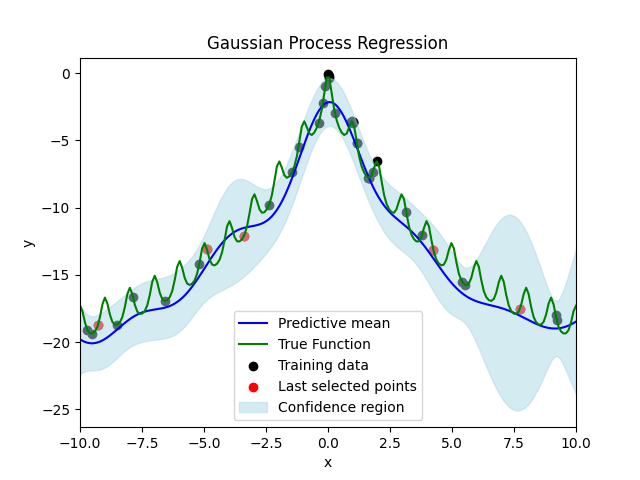 Gaussian Process Regression
y
0
−5
−10
−15
−20
−25
Predictive mean
True Function
Training data
Last selected points
Confidence region
−10.0 −7.5 −5.0 −2.5 0.0 2.5 5.0 7.5 10.0
x